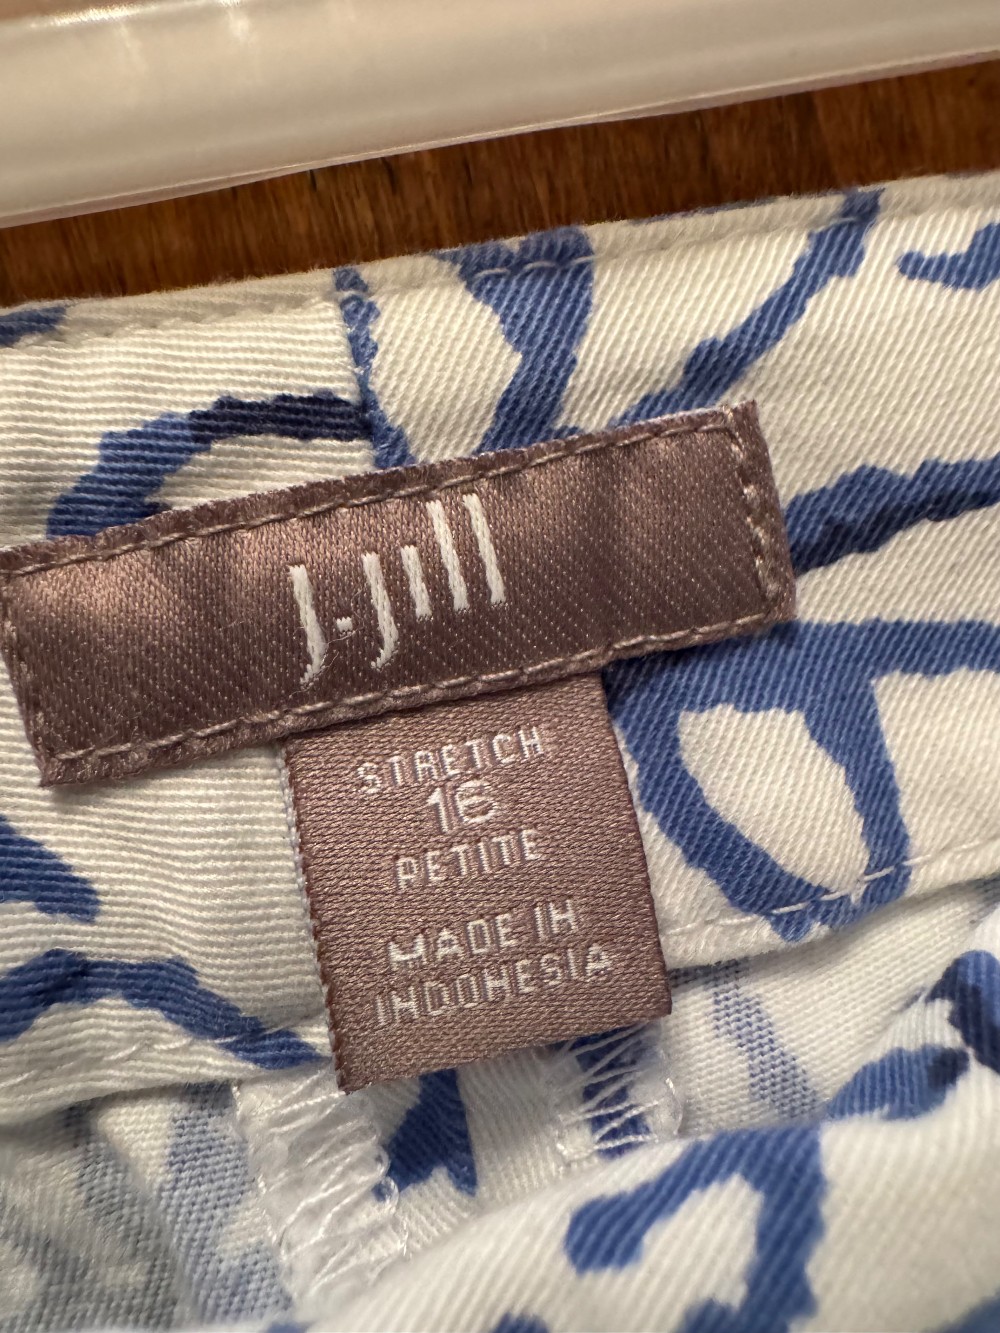 J.Jill
STRETCH
16
PETITE
MADE IN
INDONESIA